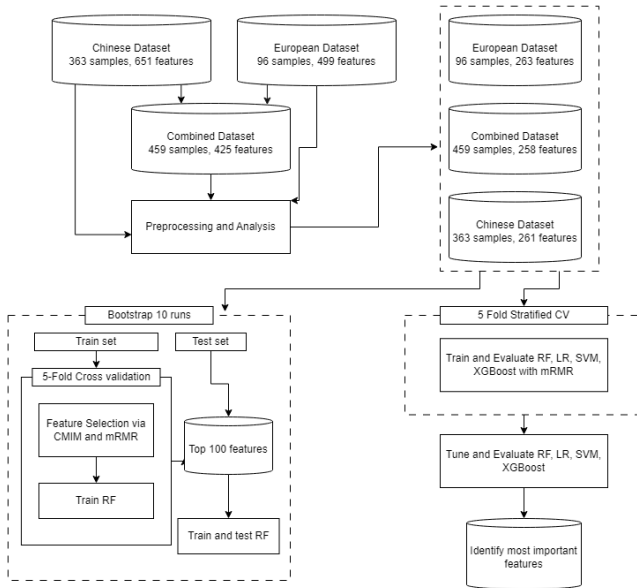 Chinese Dataset
363 samples, 651 features
European Dataset
96 samples, 499 features
Combined Dataset
459 samples, 425 features
Preprocessing and Analysis
European Dataset
96 samples, 263 features
Combined Dataset
459 samples, 258 features
Chinese Dataset
363 samples, 261 features
Bootstrap 10 runs
Train set
Test set
5-Fold Cross validation
Feature Selection via
CMIM and mRMR
Train RF
Top 100 features
Train and test RF
5 Fold Stratified CV
Train and Evaluate RF, LR, SVM,
XGBoost with mRMR
Tune and Evaluate RF, LR, SVM,
XGBoost
Identify most important
features